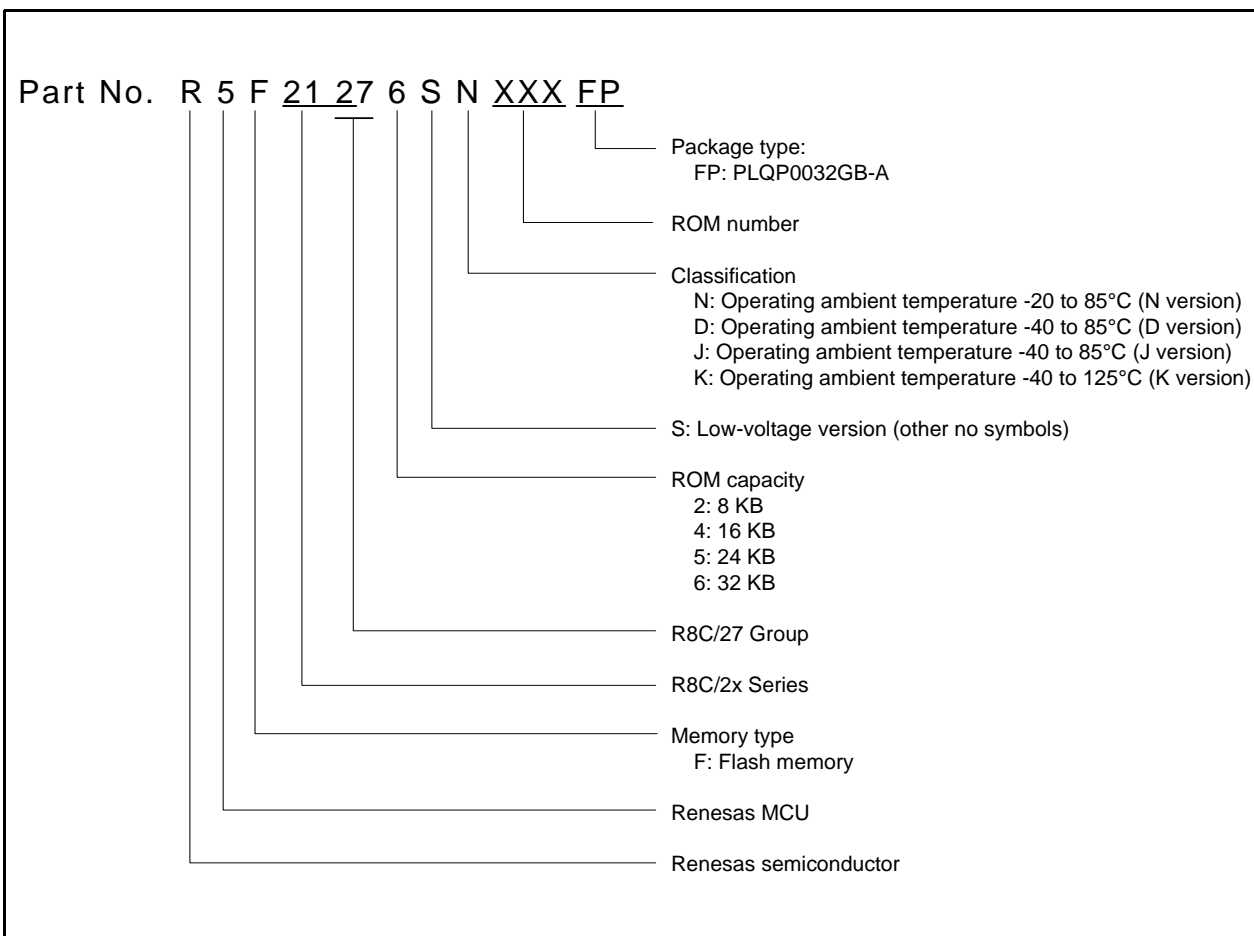 Part No. R 5 F 21 27 6 S N XXX FP
Package type:
FP: PLQP0032GB-A
ROM number
Classification
N: Operating ambient temperature -20 to 85°C (N version)
D: Operating ambient temperature -40 to 85°C (D version)
J: Operating ambient temperature -40 to 85°C (J version)
K: Operating ambient temperature -40 to 125°C (K version)
S: Low-voltage version (other no symbols)
ROM capacity
2: 8 KB
4: 16 KB
5: 24 KB
6: 32 KB
R8C/27 Group
R8C/2x Series
Memory type
F: Flash memory
Renesas MCU
Renesas semiconductor